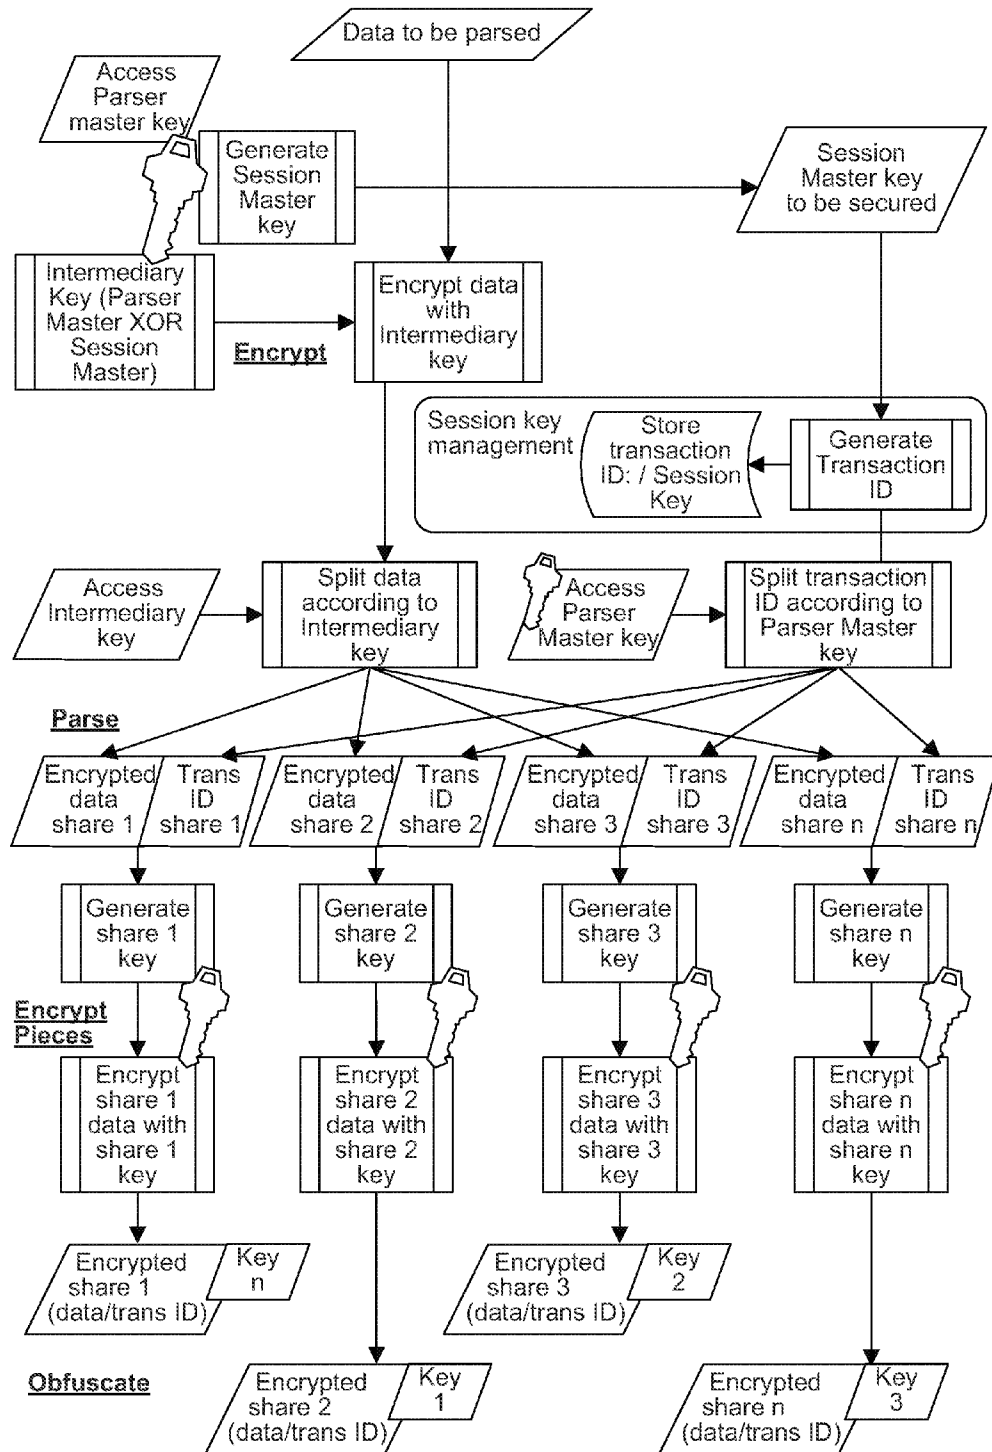 Data to be parsed
Access
Parser
master key
Generate
Session
Master
key
Session
Master key
to be secured
Intermediary
Key (Parser
Master XOR
Session
Master)
Encrypt
Encrypt data
with
Intermediary
key
Session key
management
Store
transaction
ID: / Session
Key
Generate
Transaction
ID
Access
Intermediary
key
Split data
according to
Intermediary
key
Access
Parser
Master key
Split transaction
ID according to
Parser Master
key
Parse
Encrypted
data
share 1
Trans
ID
share 1
Encrypted
data
share 2
Trans
ID
share 2
Encrypted
data
share 3
Trans
ID
share 3
Encrypted
data
share n
Trans
ID
share n
Generate
share 1
key
Generate
share 2
key
Generate
share 3
key
Generate
share n
key
Encrypt
Pieces
Encrypt
share 1
data with
share 1
key
Encrypt
share 2
data with
share 2
key
Encrypt
share 3
data with
share 3
key
Encrypt
share n
data with
share n
key
Encrypted
share 1
(data/trans ID)
Key
n
Encrypted
share 3
(data/trans ID)
Key
2
Obfuscate
Encrypted
share 2
(data/trans ID)
Key
1
Encrypted
share n
(data/trans ID)
Key
3